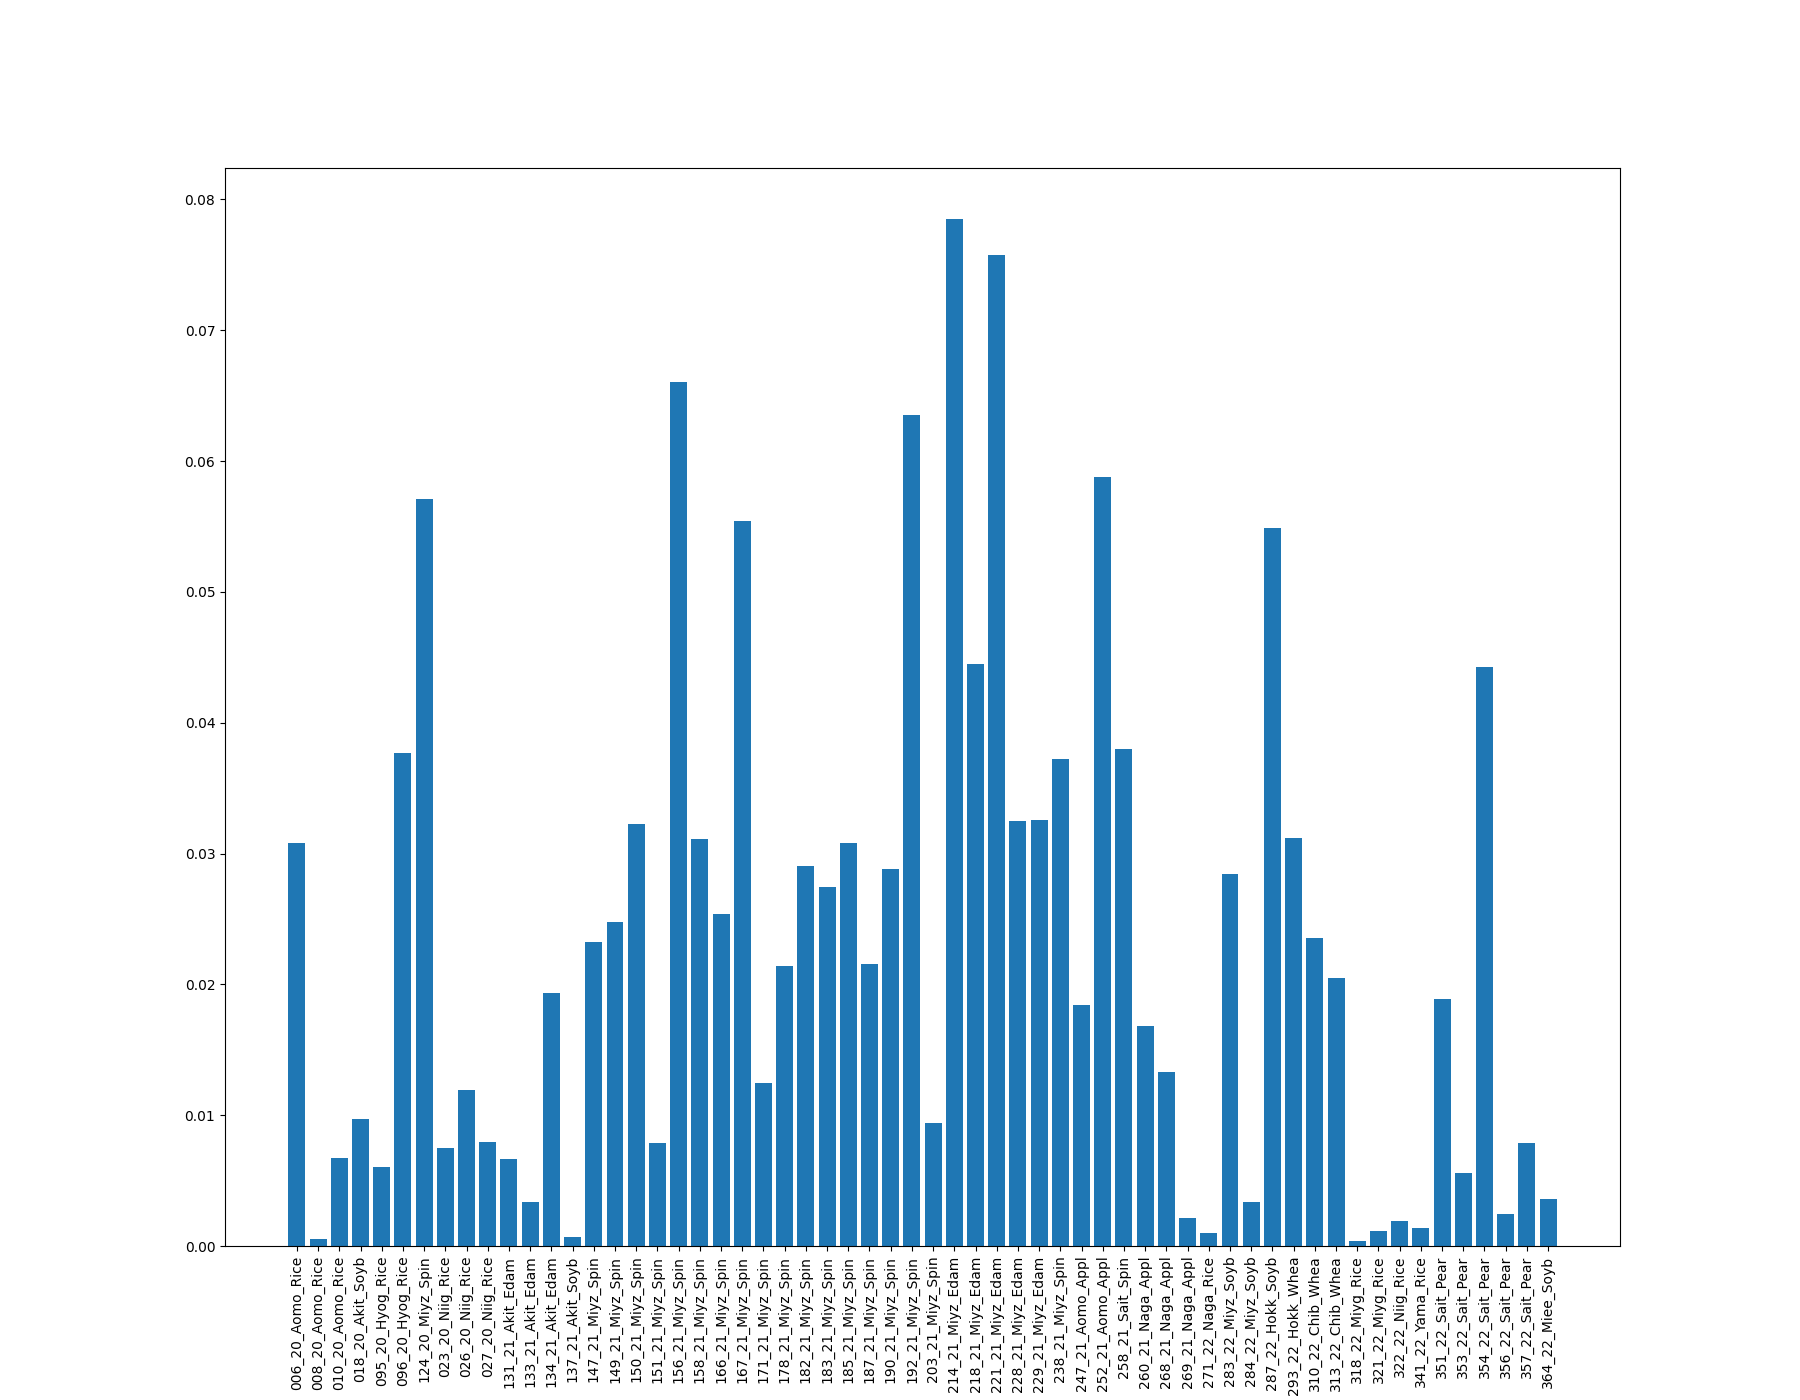 0.08
0.07
0.06
0.05
0.04
0.03
0.02
0.01
0.00
006_20_Aomo_Rice
008_20_Aomo_Rice
010_20_Aomo_Rice
018_20_Akit_Soyb
095_20_Hyog_Rice
096_20_Hyog_Rice
124_20_Miyz_Spin
023_20_Niig_Rice
026_20_Niig_Rice
027_20_Niig_Rice
131_21_Akit_Edam
133_21_Akit_Edam
134_21_Akit_Edam
137_21_Akit_Soyb
147_21_Miyz_Spin
149_21_Miyz_Spin
150_21_Miyz_Spin
151_21_Miyz_Spin
156_21_Miyz_Spin
158_21_Miyz_Spin
166_21_Miyz_Spin
167_21_Miyz_Spin
171_21_Miyz_Spin
178_21_Miyz_Spin
182_21_Miyz_Spin
183_21_Miyz_Spin
185_21_Miyz_Spin
187_21_Miyz_Spin
190_21_Miyz_Spin
192_21_Miyz_Spin
203_21_Miyz_Spin
214_21_Miyz_Edam
218_21_Miyz_Edam
221_21_Miyz_Edam
228_21_Miyz_Edam
229_21_Miyz_Edam
238_21_Miyz_Spin
247_21_Aomo_Appl
252_21_Aomo_Appl
258_21_Sait_Spin
260_21_Naga_Appl
268_21_Naga_Appl
269_21_Naga_Appl
271_22_Naga_Rice
283_22_Miyz_Soyb
284_22_Miyz_Soyb
287_22_Hokk_Soyb
293_22_Hokk_Whea
310_22_Chib_Whea
313_22_Chib_Whea
318_22_Miyg_Rice
321_22_Miyg_Rice
322_22_Niig_Rice
341_22_Yama_Rice
351_22_Sait_Pear
353_22_Sait_Pear
354_22_Sait_Pear
356_22_Sait_Pear
357_22_Sait_Pear
364_22_Miee_Soyb